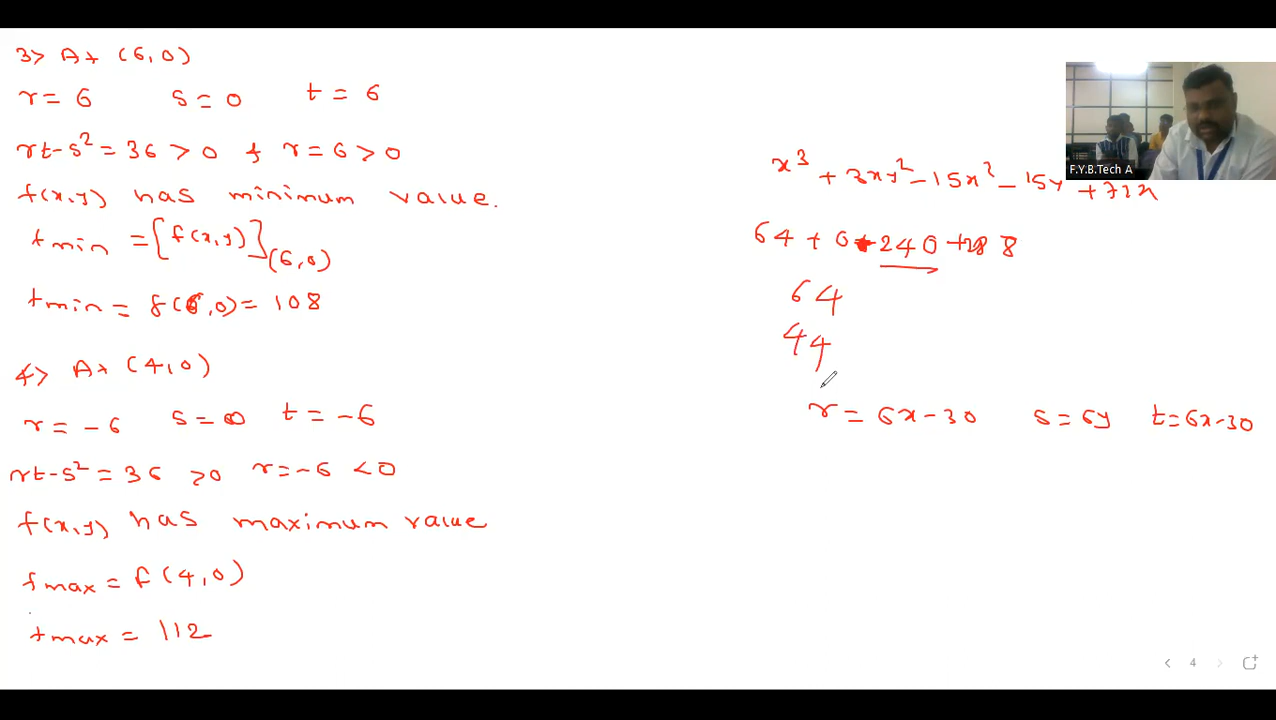 3> At (6,0)
r = 6 s = 0 t = 6
rt-s² = 36 > 0 & r = 6 > 0
f(x,y) has minimum value.
fmin = [f(x,y)](6,0)
fmin = f(6,0) = 108
4> At (4,0)
r = -6 s = 0 t = -6
rt-s² = 36 >0 r = -6 <0
f(x,y) has maximum value
fmax = f(4,0)
fmax = 112
F.Y.B.Tech A
x³ + 3xy² - 15x² - 15y² + 72x
64 + 0 - 240 + 288
64
44
r = 6x-30 s = 6y t = 6x-30
4